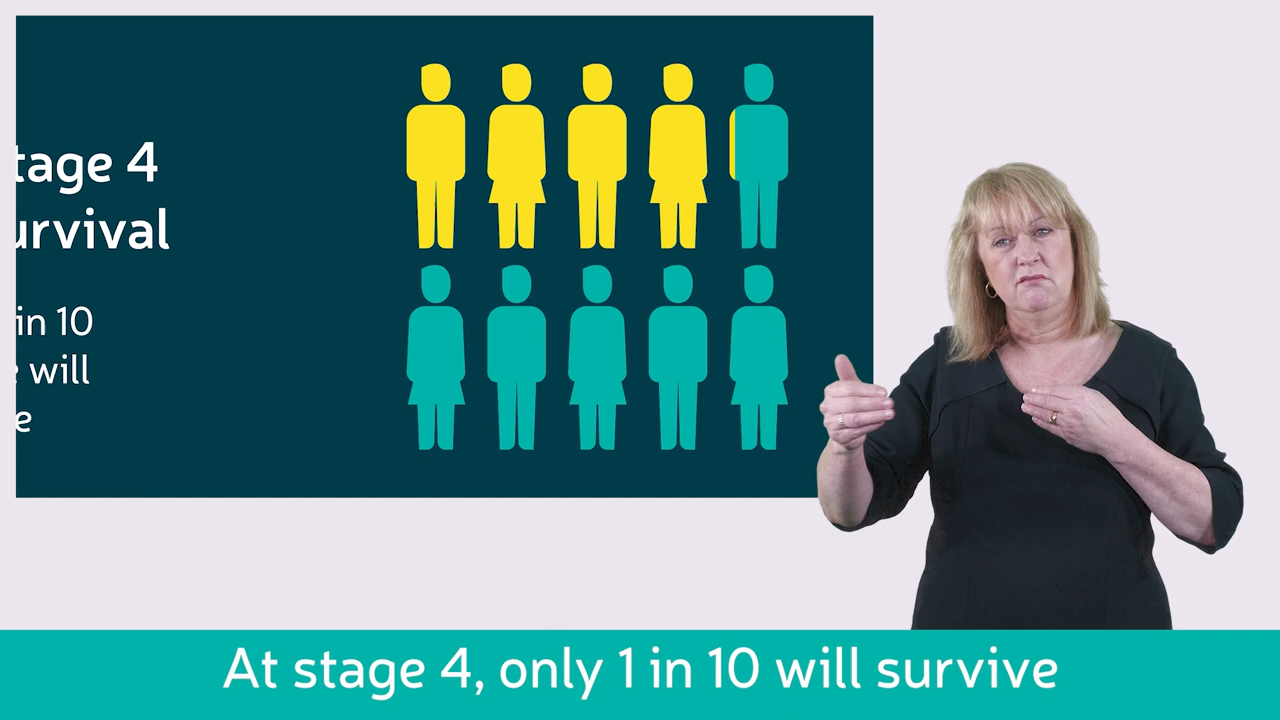 tage 4
urvival
in 10
will
e
At stage 4, only 1 in 10 will survive